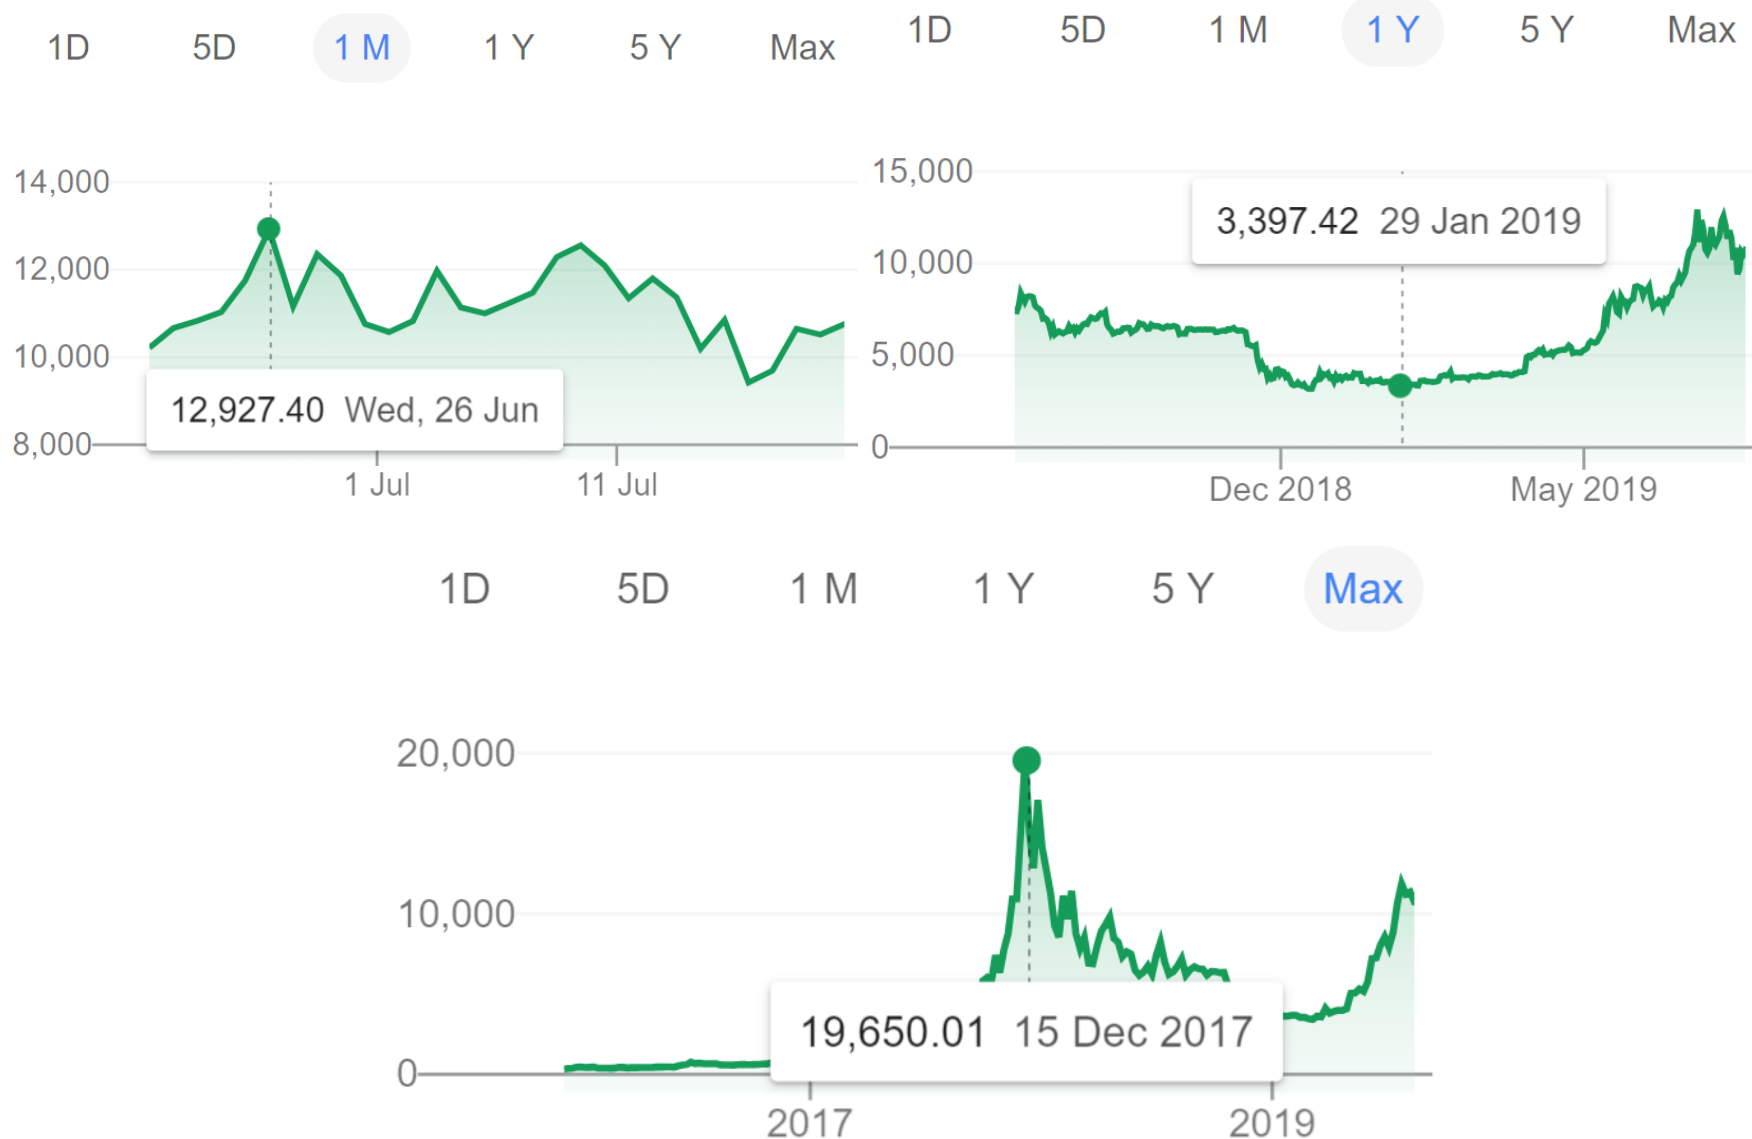 1D 5D 1 M 1 Y 5 Y Max
14,000
12,000
10,000
12,927.40 Wed, 26 Jun
8,000
1 Jul 11 Jul
1D 5D 1 M 1 Y 5 Y Max
15,000
3,397.42 29 Jan 2019
10,000
5,000
0
Dec 2018 May 2019
1D 5D 1 M 1 Y 5 Y Max
20,000
10,000
19,650.01 15 Dec 2017
0
2017 2019